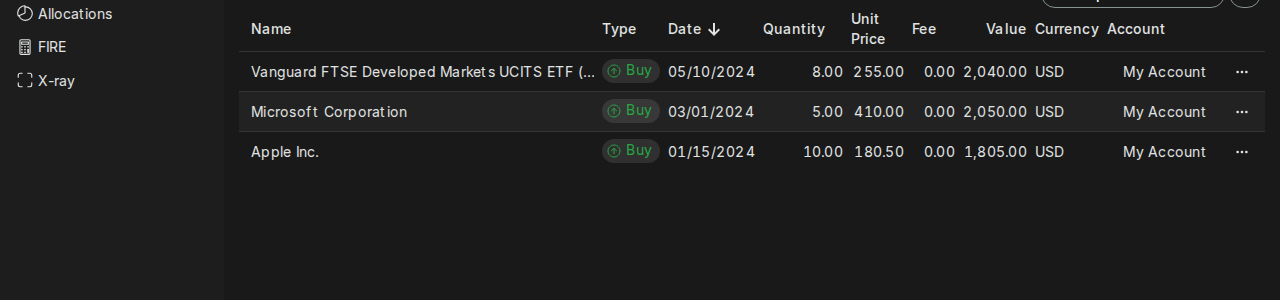 Allocations
FIRE
X-ray
Name Type Date Quantity Unit Price Fee Value Currency Account
Vanguard FTSE Developed Markets UCITS ETF (... Buy 05/10/2024 8.00 255.00 0.00 2,040.00 USD My Account
Microsoft Corporation Buy 03/01/2024 5.00 410.00 0.00 2,050.00 USD My Account
Apple Inc. Buy 01/15/2024 10.00 180.50 0.00 1,805.00 USD My Account